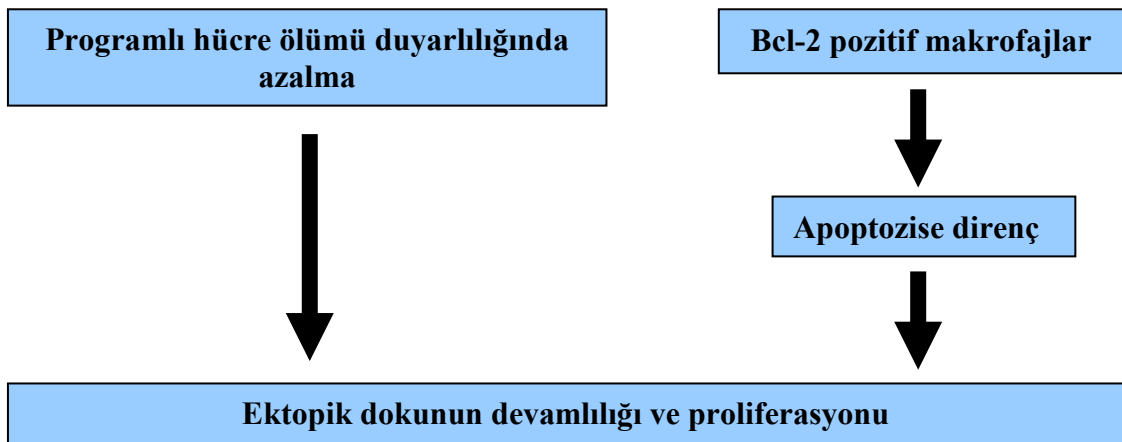 Programlı hücre ölümü duyarlılığında
azalma
Bcl-2 pozitif makrofajlar
Apoptozise direnç
Ektopik dokunun devamlılığı ve proliferasyonu